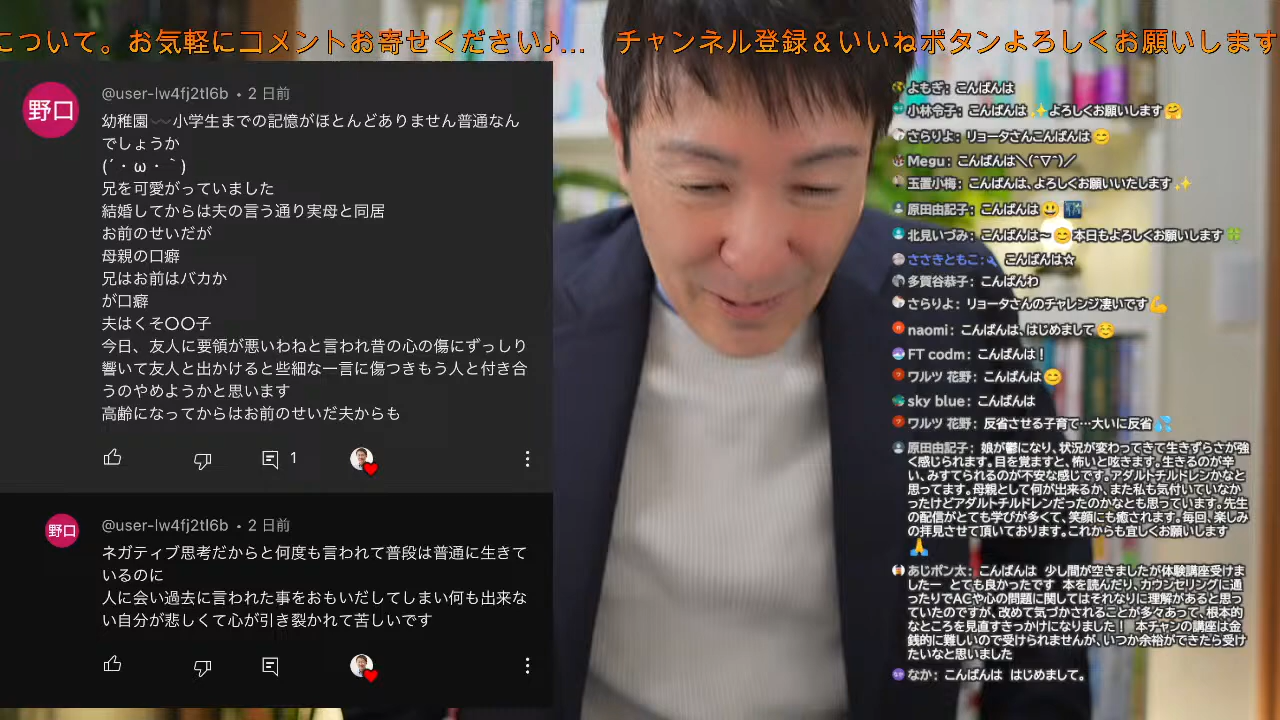 について。お気軽にコメントお寄せください♪… チャンネル登録＆いいねボタンよろしくお願いします
野口
@user-lw4fj2tl6b • 2 日前
幼稚園〰️小学生までの記憶がほとんどありません普通なん
でしょうか
(´・ω・｀)
兄を可愛がっていました
結婚してからは夫の言う通り実母と同居
お前のせいだが
母親の口癖
兄はお前はバカか
が口癖
夫はくそ〇〇子
今日、友人に要領が悪いわねと言われ昔の心の傷にずっしり
響いて友人と出かけると些細な一言に傷つきもう人と付き合
うのやめようかと思います
高齢になってからはお前のせいだ夫からも
1
野口
@user-lw4fj2tl6b • 2 日前
ネガティブ思考だからと何度も言われて普段は普通に生きて
いるのに
人に会い過去に言われた事をおもいだしてしまい何も出来な
い自分が悲しくて心が引き裂かれて苦しいです
よもぎ: こんばんは
小林令子: こんばんは ✨よろしくお願いします🤗
さらりよ: リョータさんこんばんは😊
Megu: こんばんは＼(^▽^)／
玉置小梅: こんばんは、よろしくお願いいたします✨
原田由記子: こんばんは😃🌃
北見いづみ: こんばんは〜😊本日もよろしくお願いします🍀
ささきともこ:🔧 こんばんは☆
多賀谷恭子: こんばんわ
さらりよ: リョータさんのチャレンジ凄いです💪
naomi: こんばんは、はじめまして☺️
FT codm: こんばんは！
ワルツ 花野: こんばんは😊
sky blue: こんばんは
ワルツ 花野: 反省させる子育て…大いに反省💦
原田由記子: 娘が鬱になり、状況が変わってきて生きずらさが強
く感じられます。目を覚ますと、怖いと呟きます。生きるのが辛
い、みすてられるのが不安な感じです。アダルトチルドレンかなと
思ってます。母親として何が出来るか、また私も気付いていなか
ったけどアダルトチルドレンだったのかなとも思っています。先生
の配信がとても学びが多くて、笑顔にも癒されます。毎回、楽しみ
の拝見させて頂いております。これからも宜しくお願いします
🙏
あじポン太: こんばんは 少し間が空きましたが体験講座受けま
したー とても良かったです 本を読んだり、カウンセリングに通
ったりでACや心の問題に関してはそれなりに理解があると思っ
ていたのですが、改めて気づかされることが多々あって、根本的
なところを見直すきっかけになりました！ 本チャンの講座は金
銭的に難しいので受けられませんが、いつか余裕ができたら受け
たいなと思いました
なか: こんばんは はじめまして。